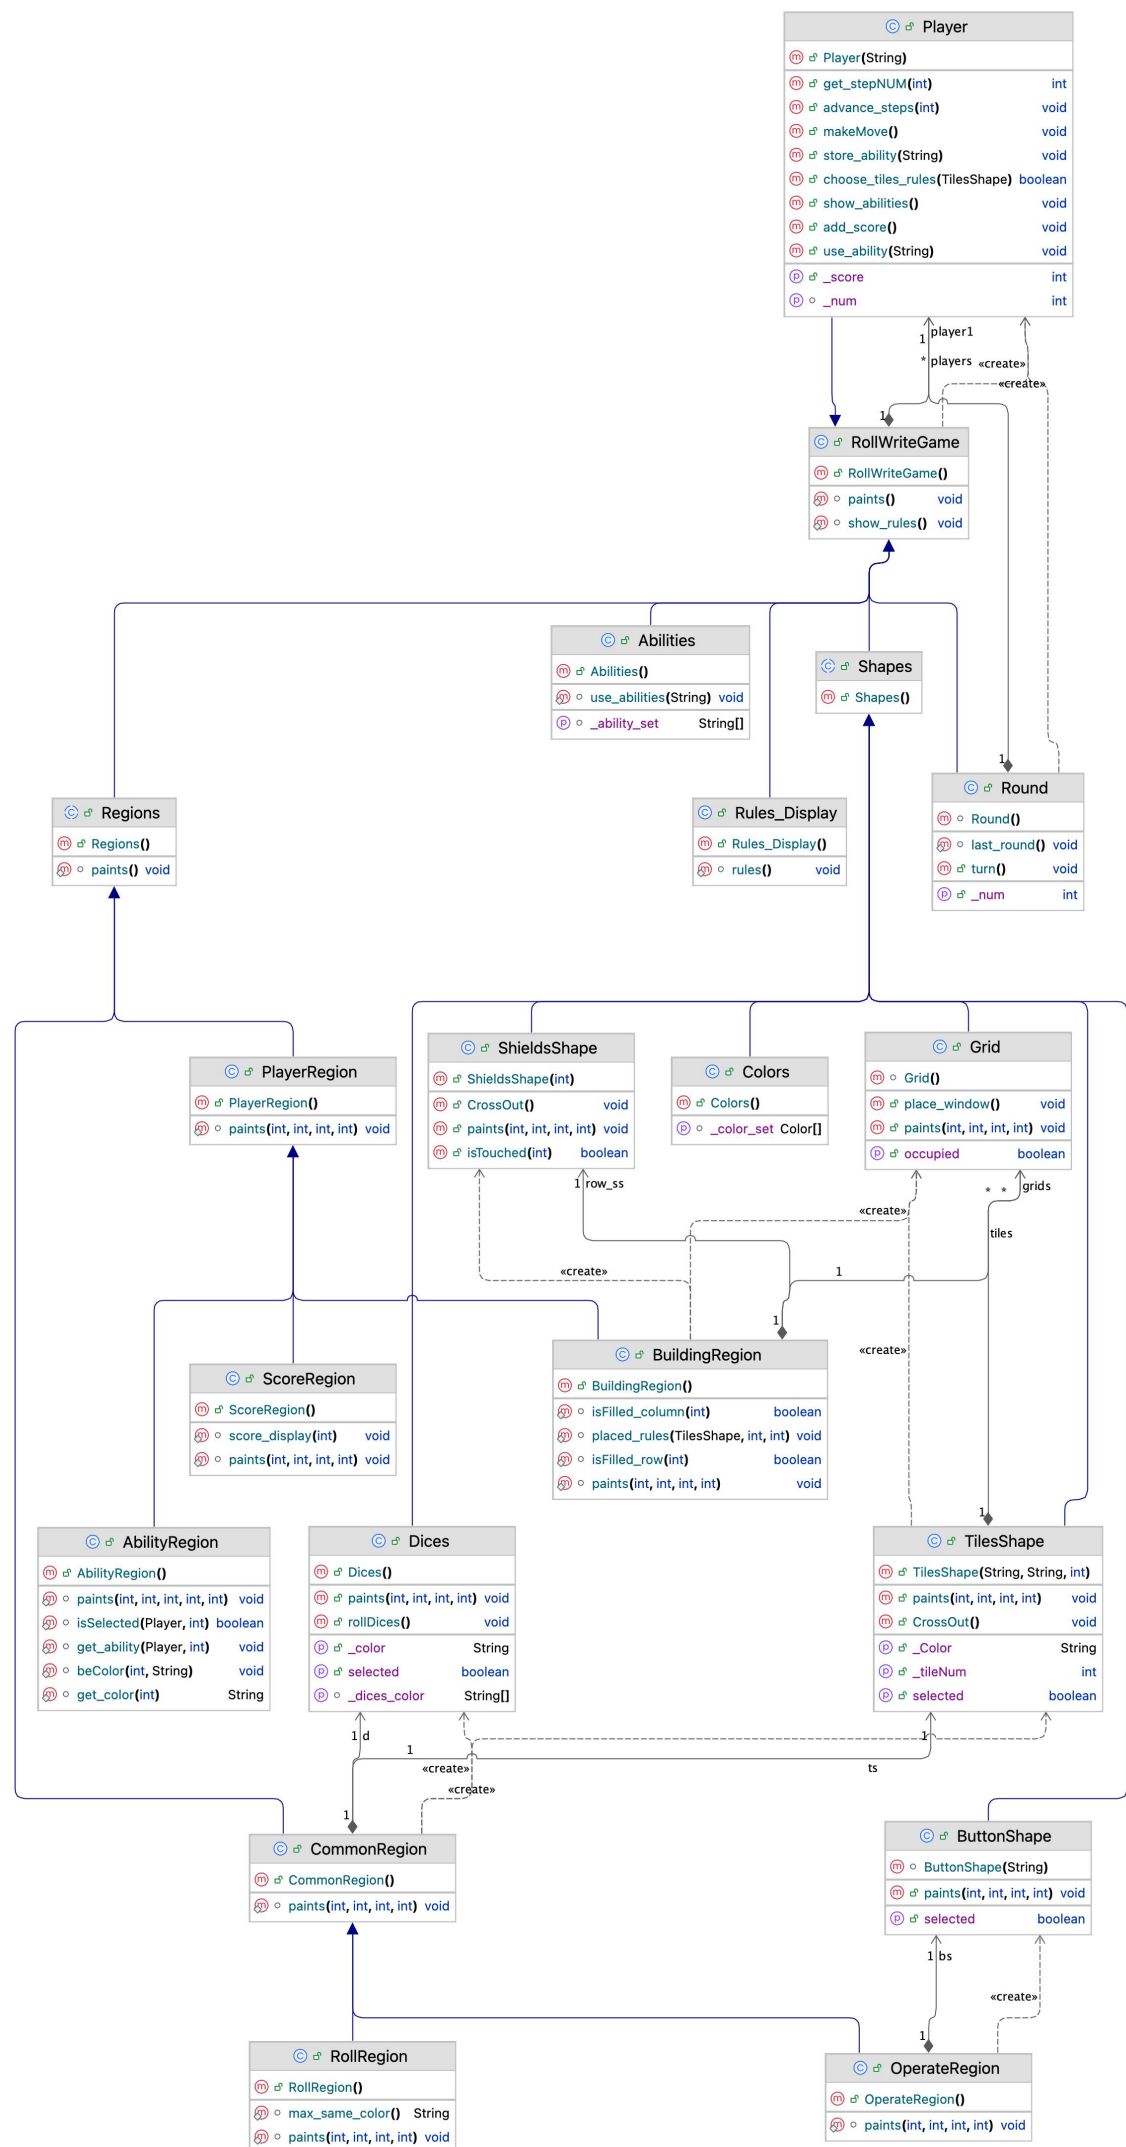 Player
Player(String)
get_stepNUM(int) int
advance_steps(int) void
makeMove() void
store_ability(String) void
choose_tiles_rules(TilesShape) boolean
show_abilities() void
add_score() void
use_ability(String) void
_score int
_num int
1 player1
* players «create»
«create»
1
RollWriteGame
RollWriteGame()
paints() void
show_rules() void
Abilities
Abilities()
use_abilities(String) void
_ability_set String[]
Shapes
Shapes()
1
Regions
Regions()
paints() void
Rules_Display
Rules_Display()
rules() void
Round
Round()
last_round() void
turn() void
_num int
PlayerRegion
PlayerRegion()
paints(int, int, int, int) void
ShieldsShape
ShieldsShape(int)
CrossOut() void
paints(int, int, int, int) void
isTouched(int) boolean
Colors
Colors()
_color_set Color[]
Grid
Grid()
place_window() void
paints(int, int, int, int) void
occupied boolean
1 row_ss
* * grids
«create»
tiles
«create»
1
1
«create»
BuildingRegion
BuildingRegion()
isFilled_column(int) boolean
placed_rules(TilesShape, int, int) void
isFilled_row(int) boolean
paints(int, int, int, int) void
ScoreRegion
ScoreRegion()
score_display(int) void
paints(int, int, int, int) void
1
AbilityRegion
AbilityRegion()
paints(int, int, int, int, int) void
isSelected(Player, int) boolean
get_ability(Player, int) void
beColor(int, String) void
get_color(int) String
Dices
Dices()
paints(int, int, int, int) void
rollDices() void
_color String
selected boolean
_dices_color String[]
TilesShape
TilesShape(String, String, int)
paints(int, int, int, int) void
CrossOut() void
_Color String
_tileNum int
selected boolean
1 d
1
1
«create»
ts
«create»
1
CommonRegion
CommonRegion()
paints(int, int, int, int) void
ButtonShape
ButtonShape(String)
paints(int, int, int, int) void
selected boolean
1 bs
«create»
1
RollRegion
RollRegion()
max_same_color() String
paints(int, int, int, int) void
OperateRegion
OperateRegion()
paints(int, int, int, int) void